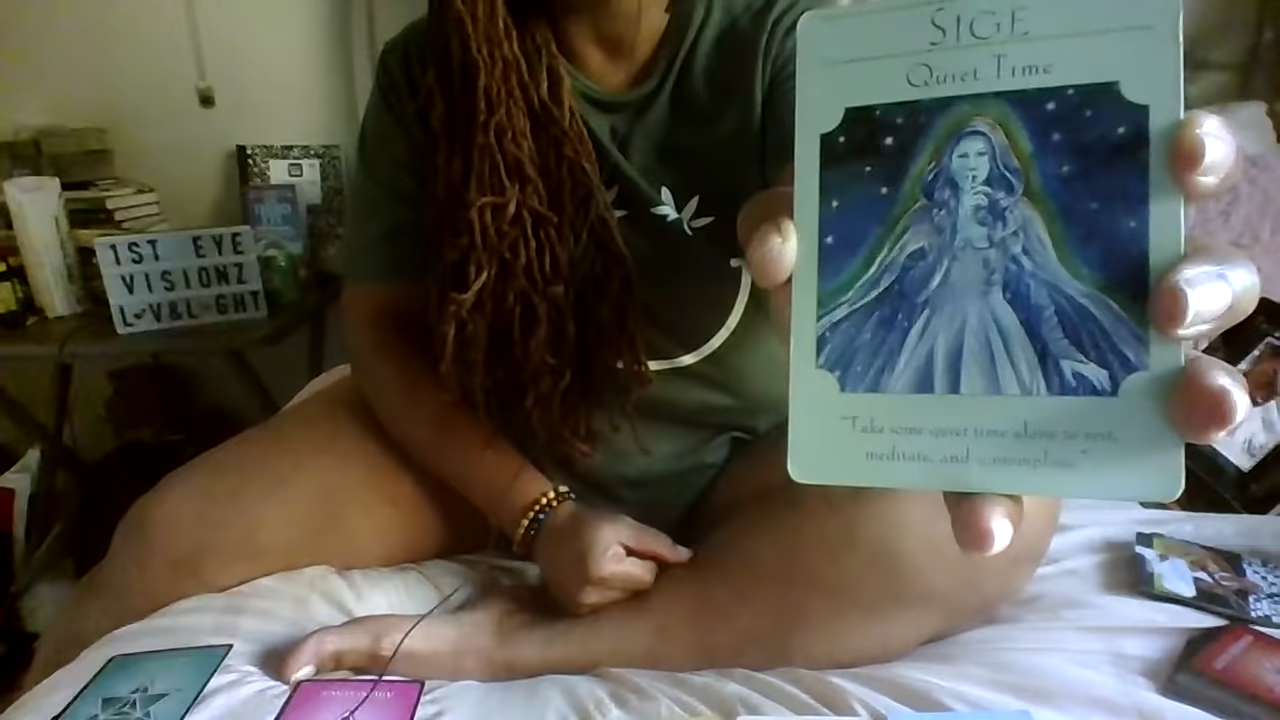 SIGE
Quiet Time
"Take some quiet time alone to rest,
meditate, and contemplate."
1ST EYE
VISIONZ
L♥V&L GHT